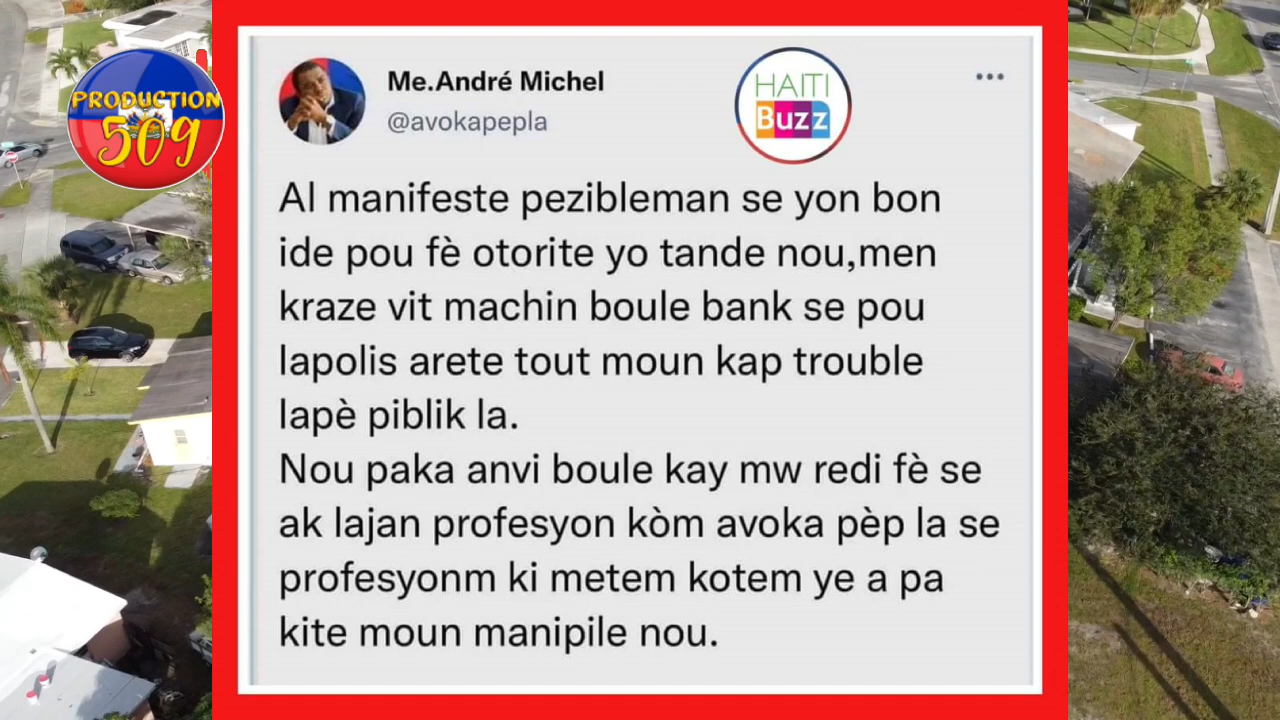 PRODUCTION
509
Me.André Michel
@avokapepla
HAITI
Buzz
Al manifeste pezibleman se yon bon
ide pou fè otorite yo tande nou,men
kraze vit machin boule bank se pou
lapolis arete tout moun kap trouble
lapè piblik la.
Nou paka anvi boule kay mw redi fè se
ak lajan profesyon kòm avoka pèp la se
profesyonm ki metem kotem ye a pa
kite moun manipile nou.